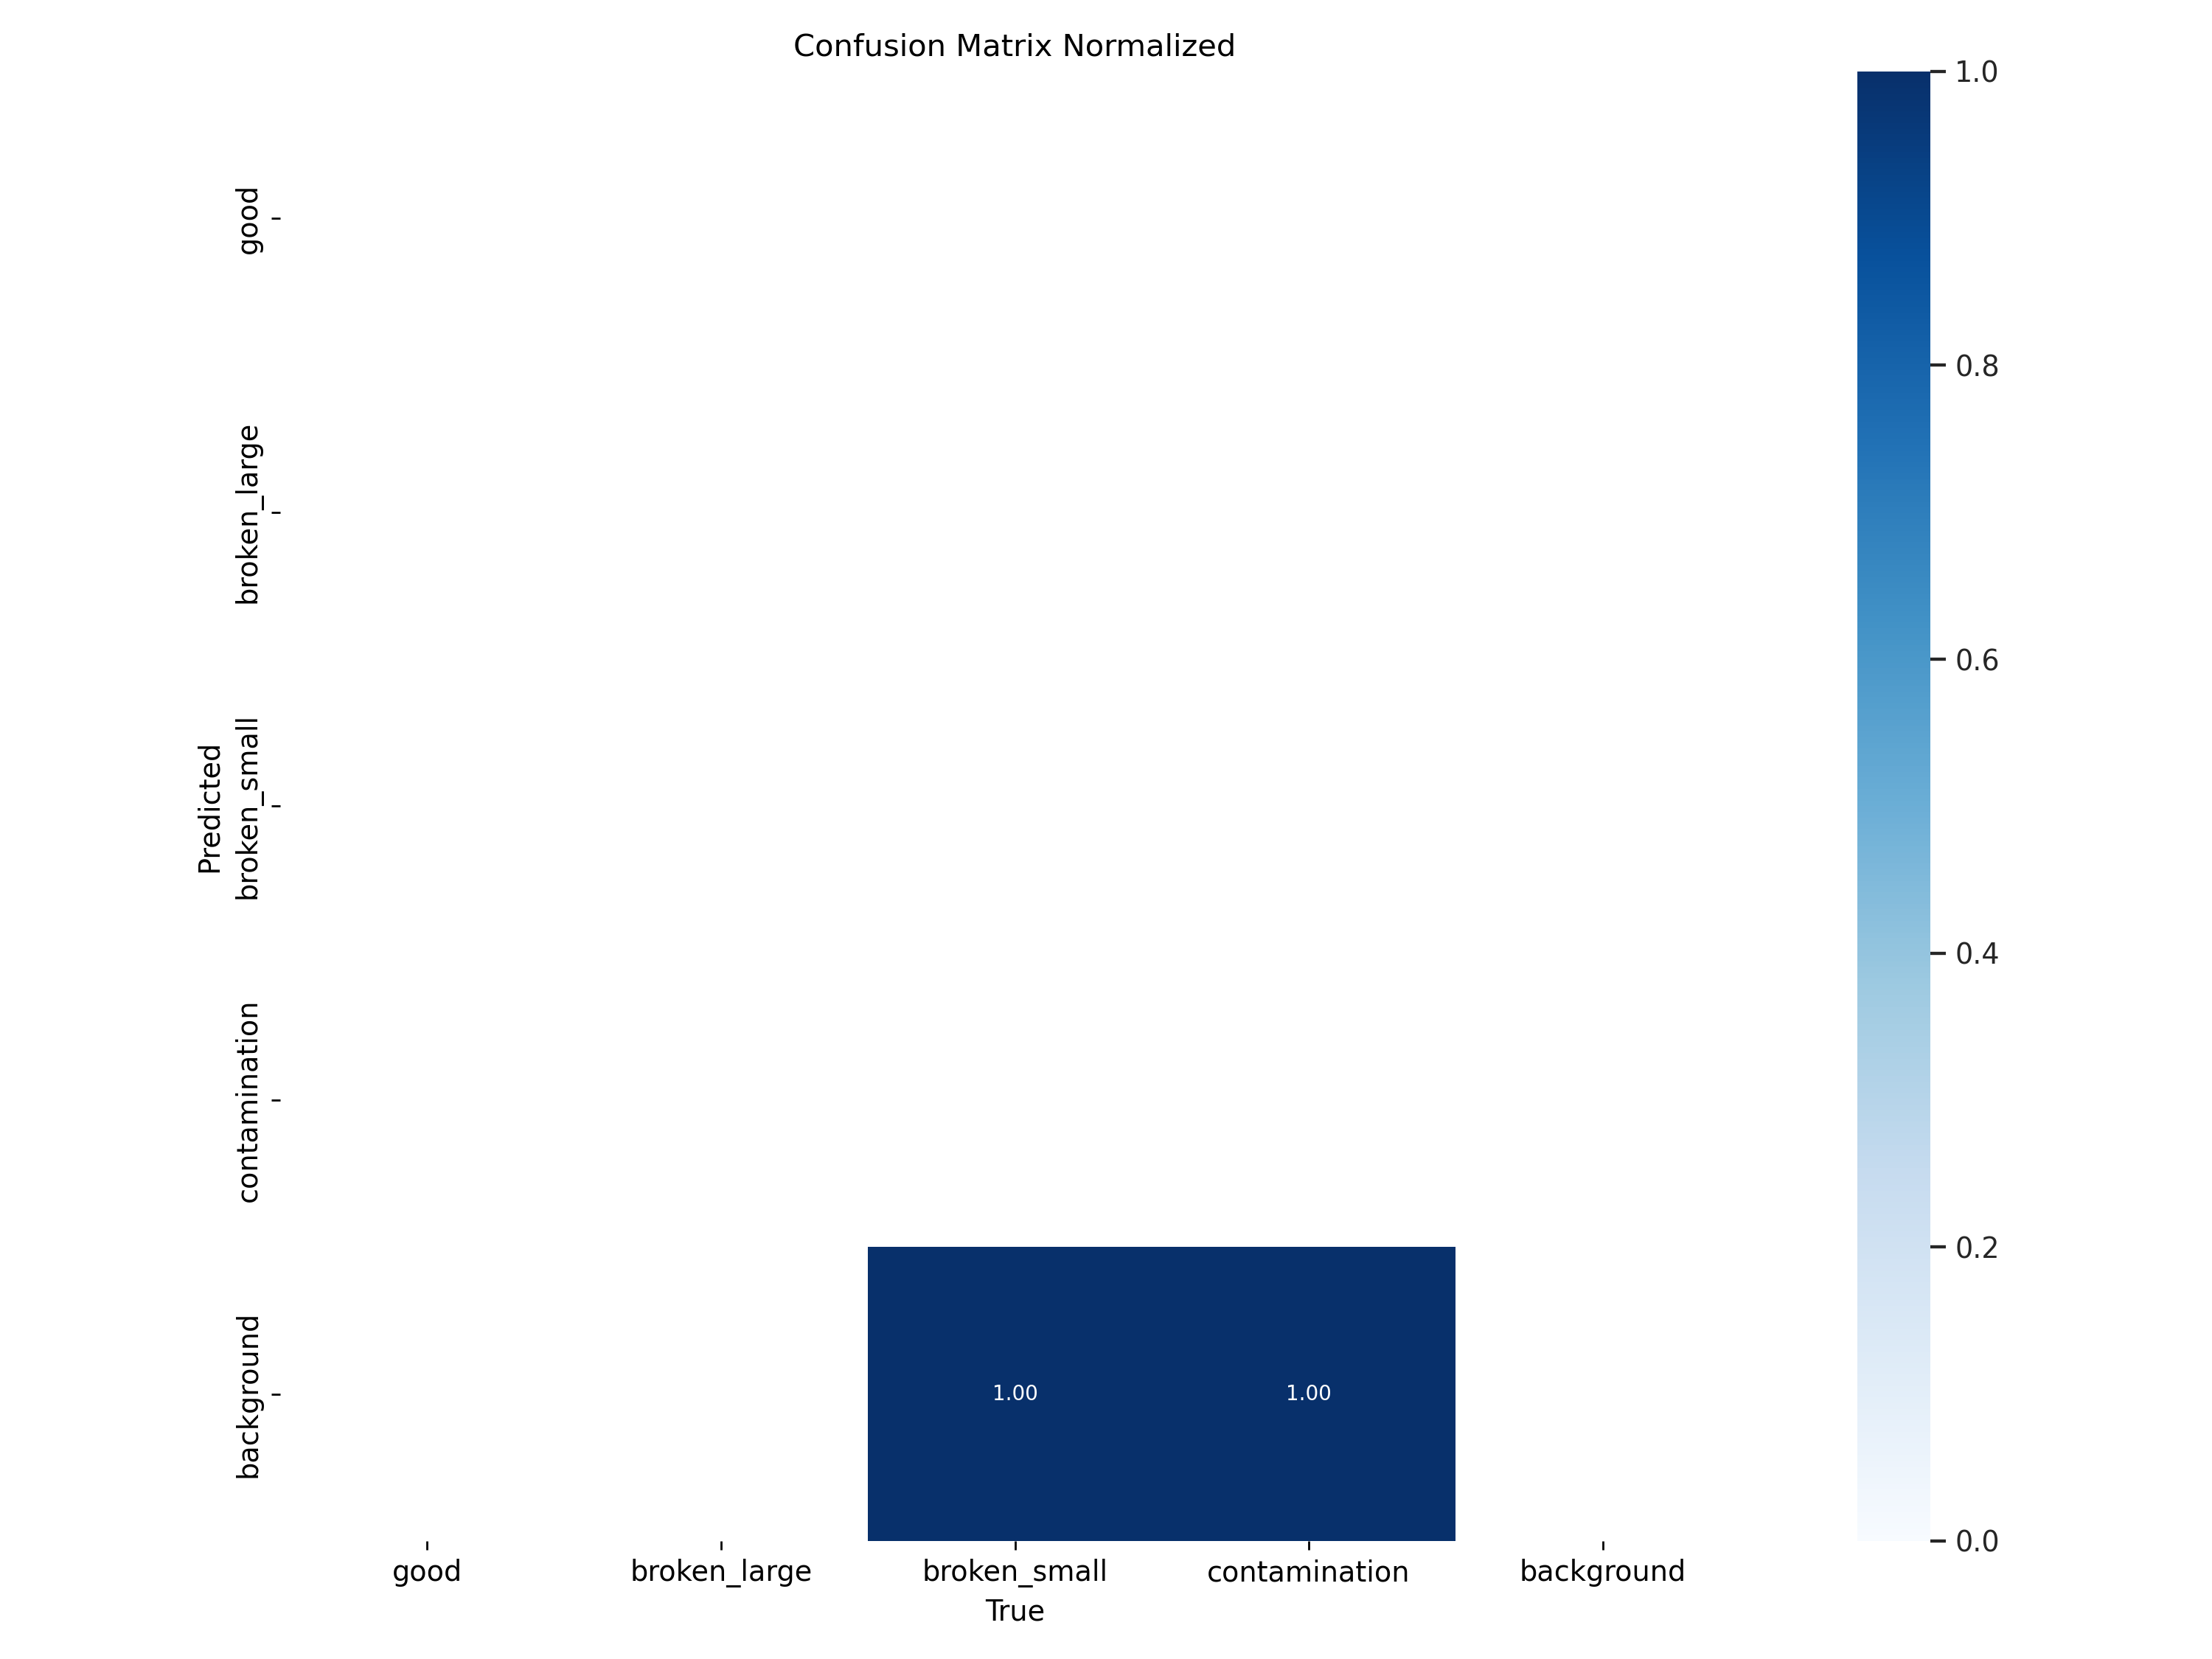 Confusion Matrix Normalized
good
broken_large
broken_small
contamination
background
Predicted
1.00 1.00
good broken_large broken_small contamination background
True
1.0
0.8
0.6
0.4
0.2
0.0